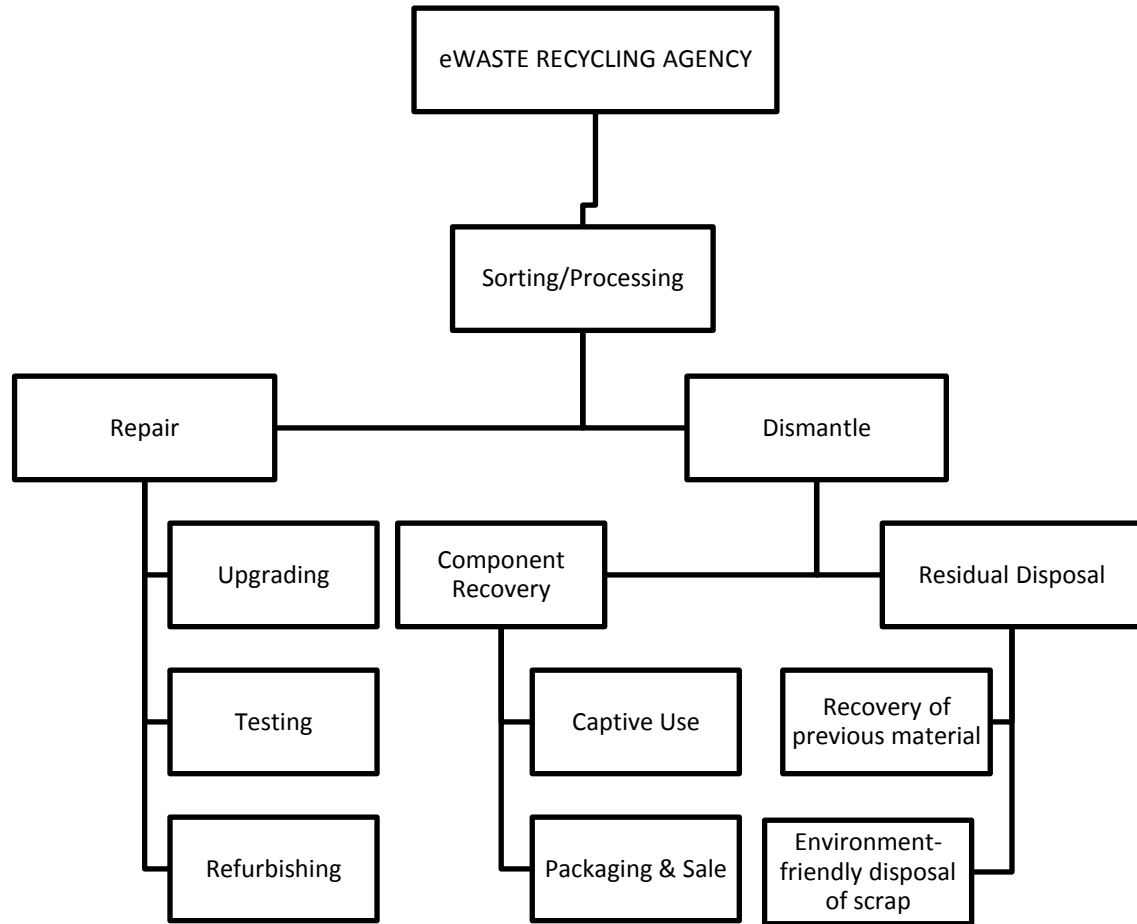 eWASTE RECYCLING AGENCY
Sorting/Processing
Repair
Dismantle
Upgrading
Component
Recovery
Residual Disposal
Testing
Captive Use
Recovery of
previous material
Refurbishing
Packaging & Sale
Environment-
friendly disposal
of scrap